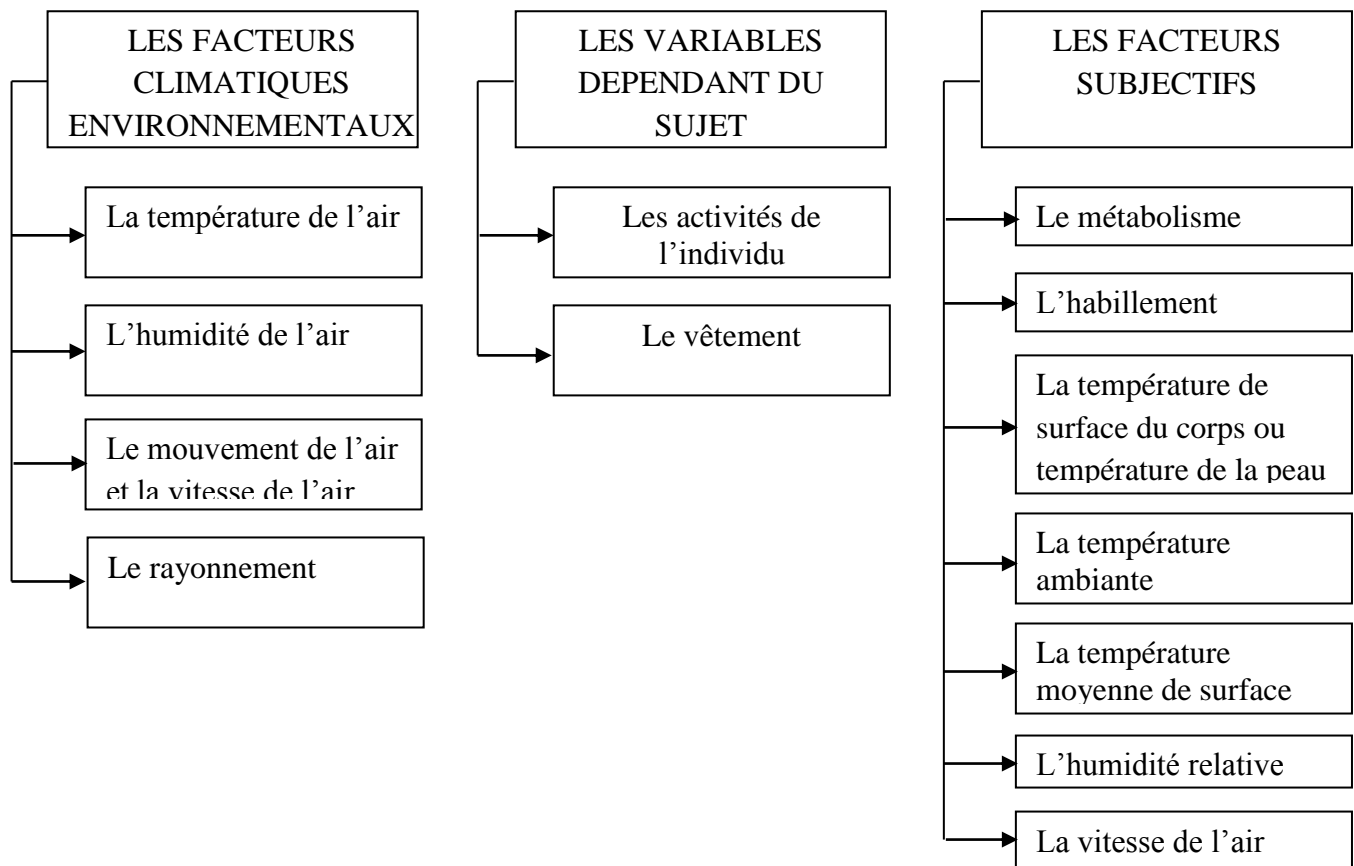 LES FACTEURS
CLIMATIQUES
ENVIRONNEMENTAUX
La température de l’air
L’humidité de l’air
Le mouvement de l’air
et la vitesse de l’air
Le rayonnement
LES VARIABLES
DEPENDANT DU
SUJET
Les activités de
l’individu
Le vêtement
LES FACTEURS
SUBJECTIFS
Le métabolisme
L’habillement
La température de
surface du corps ou
température de la peau
La température
ambiante
La température
moyenne de surface
L’humidité relative
La vitesse de l’air